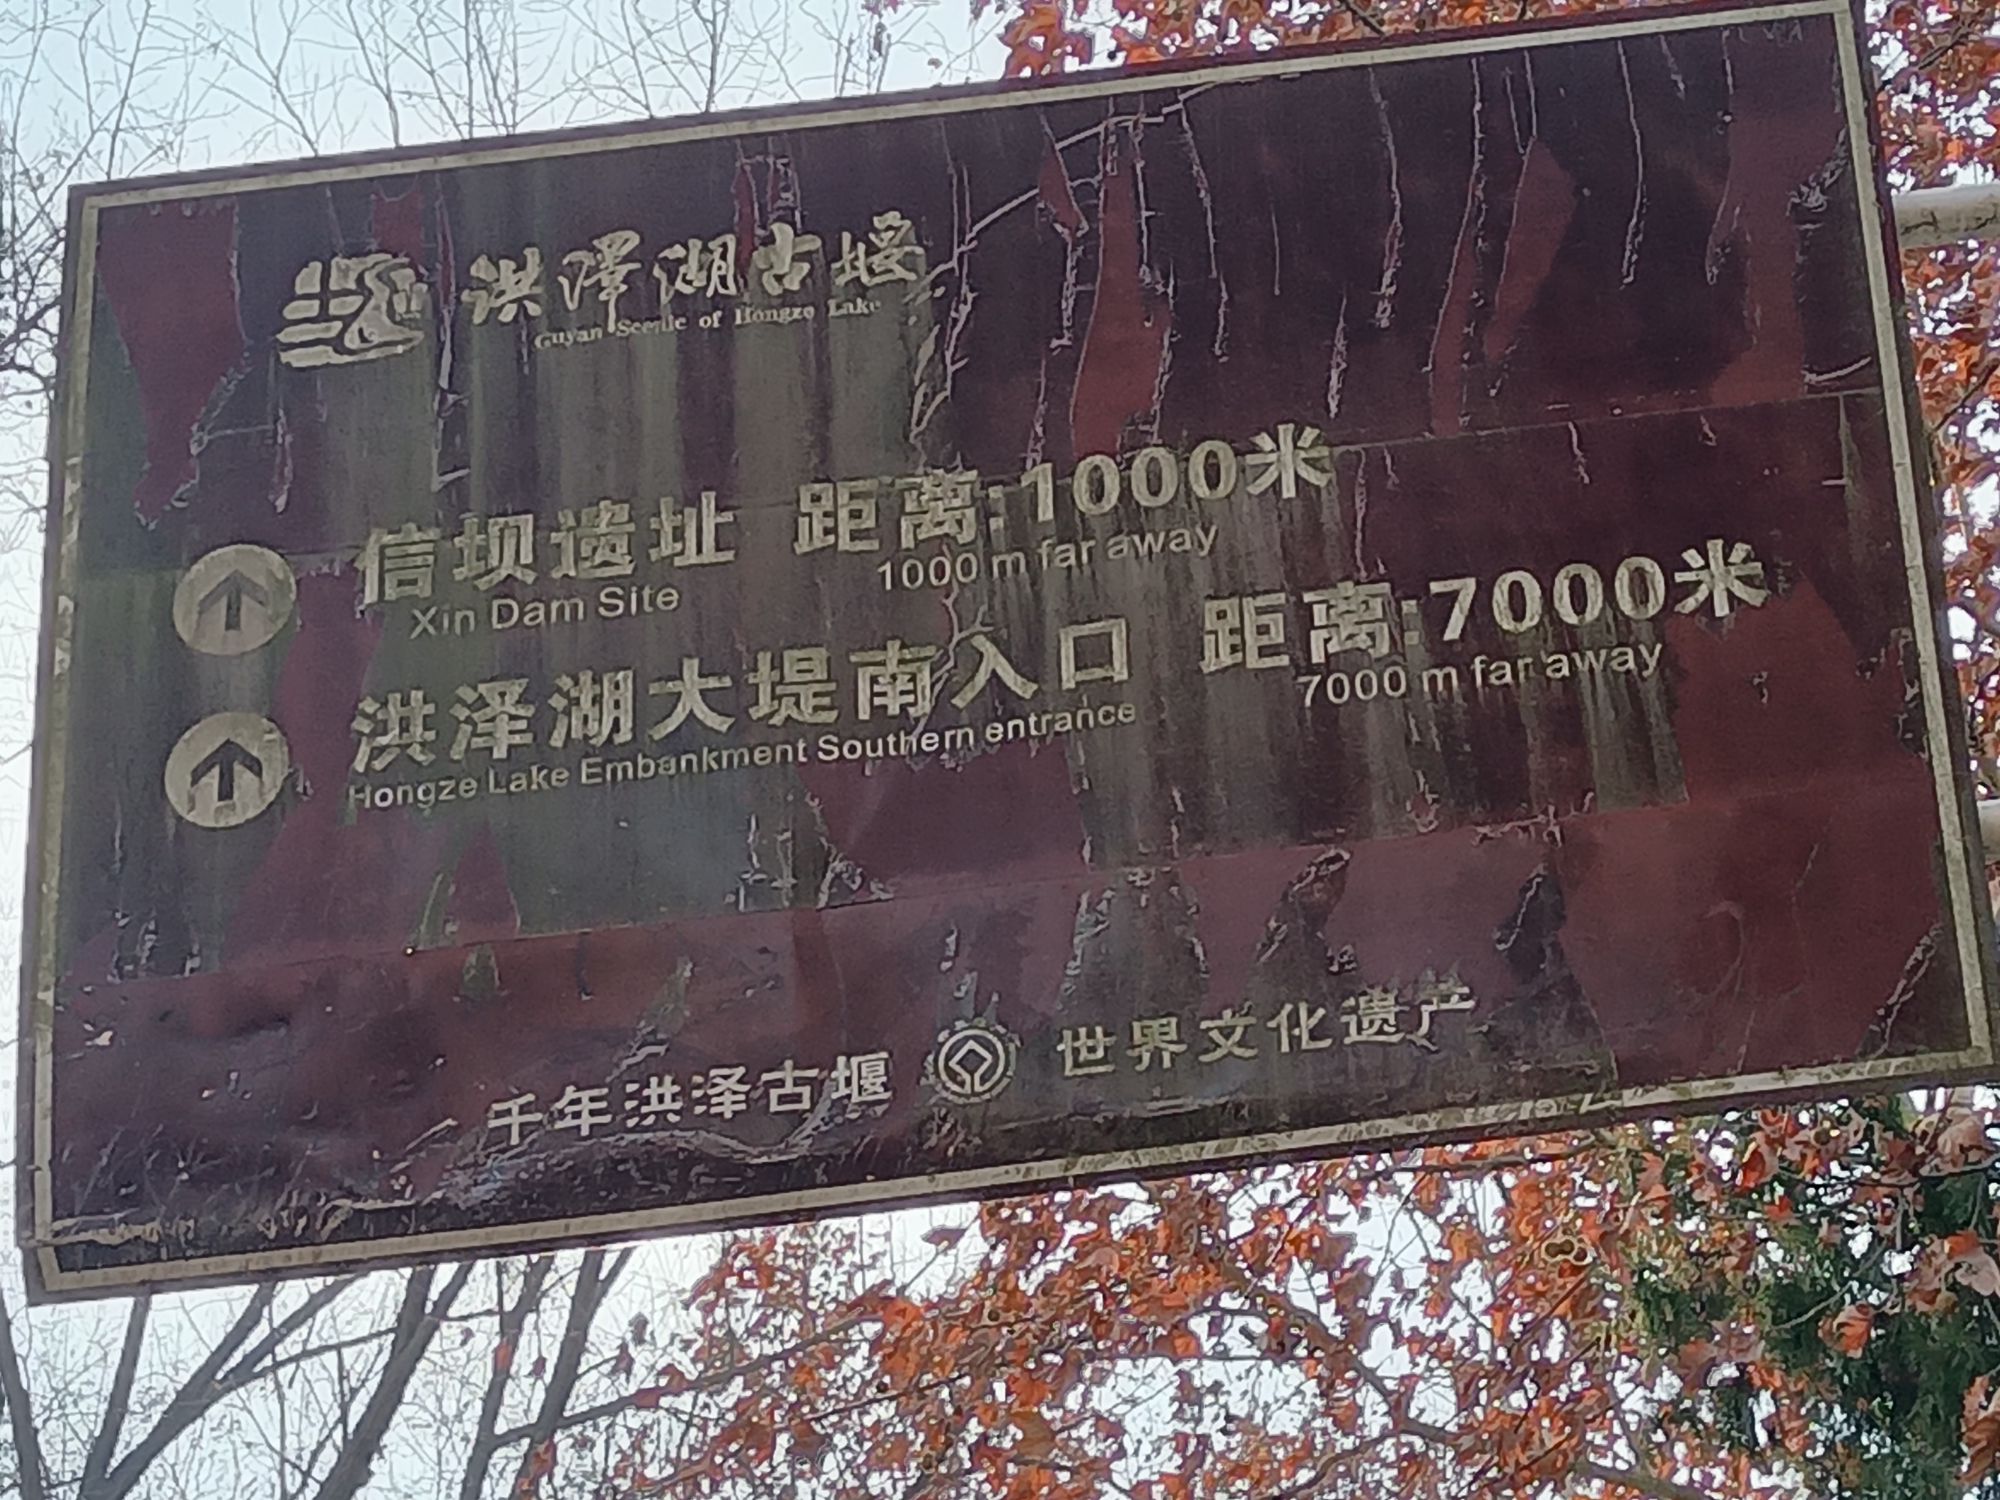 洪泽湖古堰
Guyan Scenic of Hongze Lake
信坝遗址 距离:1000米
Xin Dam Site 1000 m far away
洪泽湖大堤南入口 距离:7000米
Hongze Lake Embankment Southern entrance 7000 m far away
千年洪泽古堰 世界文化遗产